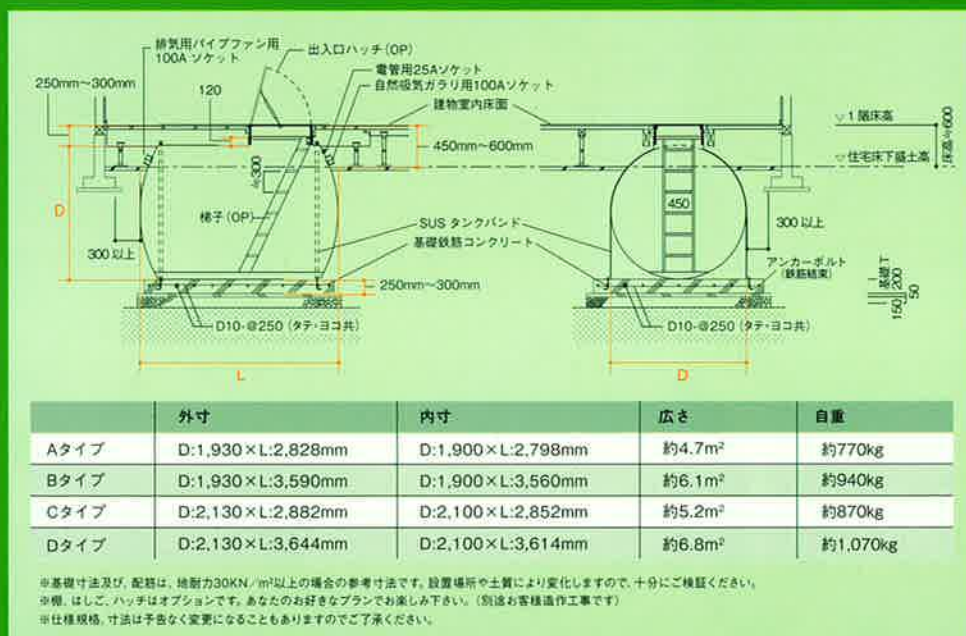 排気用パイプファン用
100A ソケット
出入口ハッチ(OP)
電管用25Aソケット
自然吸気ガラリ用100Aソケット
250mm～300mm
120
建物室内床面
▽1階床高
床高≒600
450mm～600mm
▽住宅床下盛土高
≒300
D
梯子(OP)
450
SUS タンクバンド
300以上
300以上
基礎鉄筋コンクリート
アンカーボルト
(鉄筋結束)
250mm～300mm
基礎.T
200
150
50
D10-@250 (タテ・ヨコ共)
D10-@250 (タテ・ヨコ共)
L
D
外寸 内寸 広さ 自重
Aタイプ D:1,930×L:2,828mm D:1,900×L:2,798mm 約4.7m² 約770kg
Bタイプ D:1,930×L:3,590mm D:1,900×L:3,560mm 約6.1m² 約940kg
Cタイプ D:2,130×L:2,882mm D:2,100×L:2,852mm 約5.2m² 約870kg
Dタイプ D:2,130×L:3,644mm D:2,100×L:3,614mm 約6.8m² 約1,070kg
※基礎寸法及び、配筋は、地耐力30KN／m²以上の場合の参考寸法です。設置場所や土質により変化しますので、十分にご検証ください。
※棚、はしご、ハッチはオプションです。あなたのお好きなプランでお楽しみ下さい。(別途お客様造作工事です)
※仕様規格、寸法は予告なく変更になることもありますのでご了承ください。